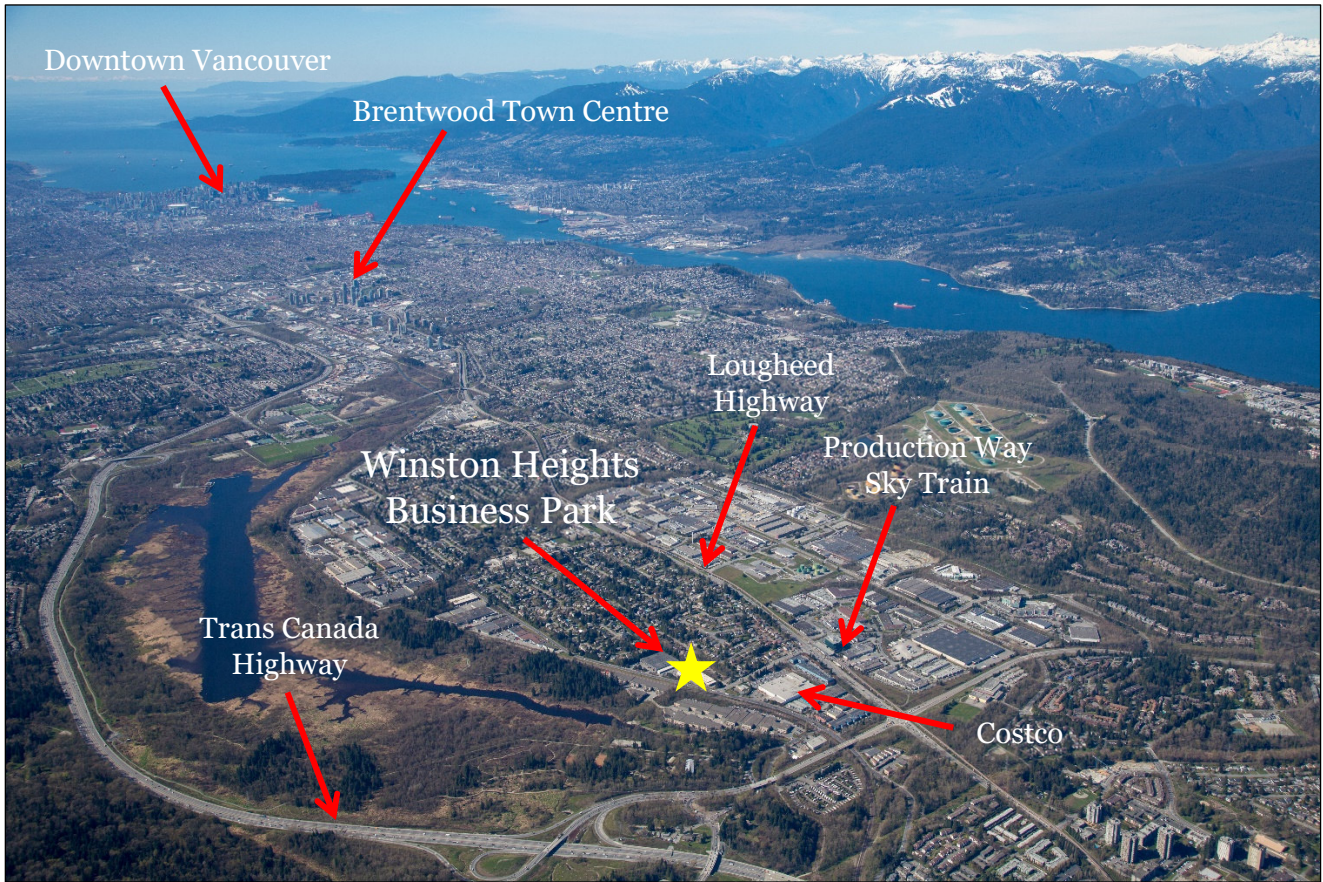 Downtown Vancouver
Brentwood Town Centre
Lougheed
Highway
Production Way
Sky Train
Winston Heights
Business Park
Trans Canada
Highway
Costco